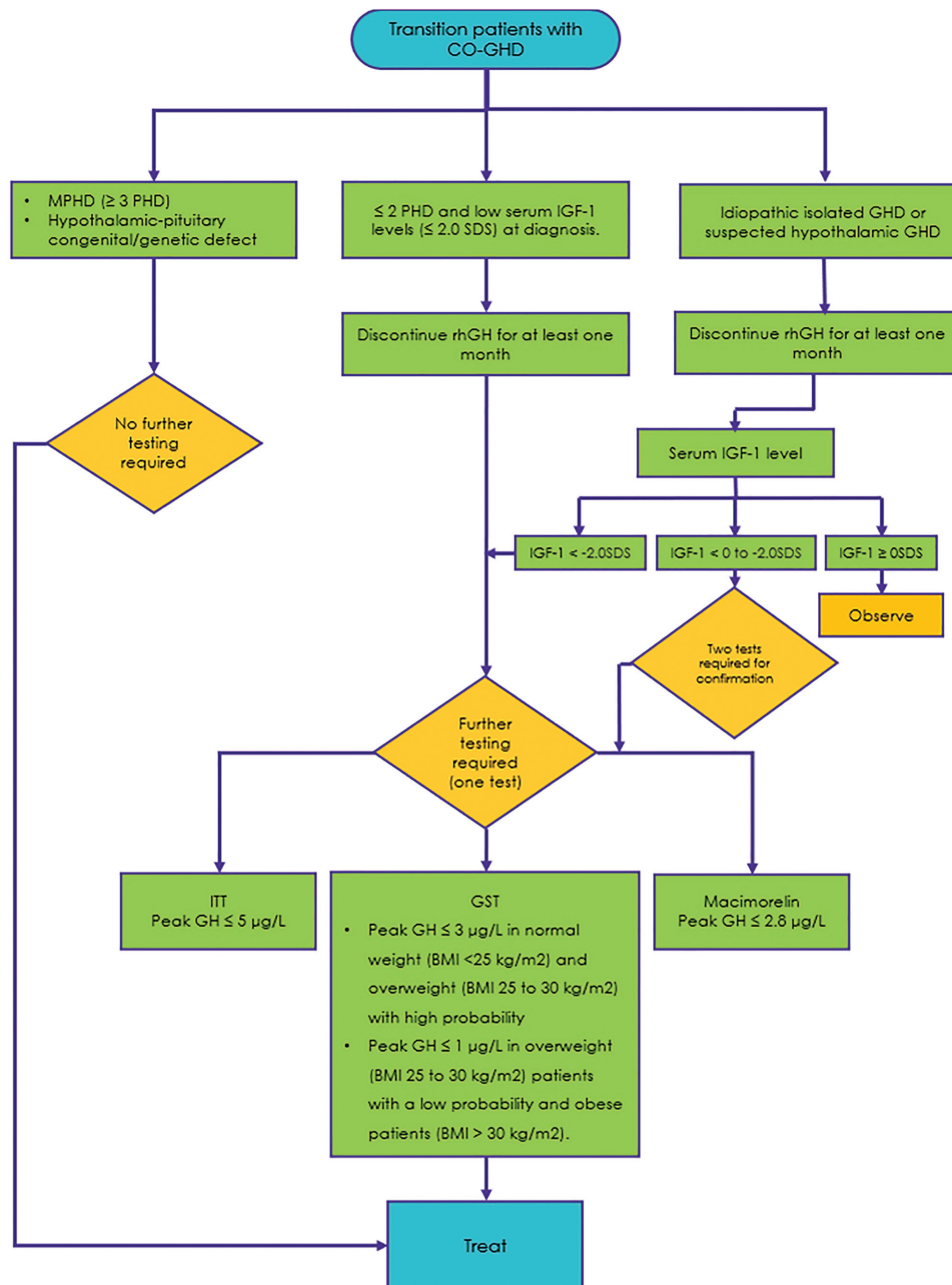 Transition patients with
CO-GHD
• MPHD (≥ 3 PHD)
• Hypothalamic-pituitary
congenital/genetic defect
≤ 2 PHD and low serum IGF-1
levels (≤ 2.0 SDS) at diagnosis.
Idiopathic isolated GHD or
suspected hypothalamic GHD
Discontinue rhGH for at least one
month
Discontinue rhGH for at least one
month
No further
testing
required
Serum IGF-1 level
IGF-1 < -2.0SDS
IGF-1 < 0 to -2.0SDS
IGF-1 ≥ 0SDS
Observe
Two tests
required for
confirmation
Further
testing
required
(one test)
ITT
Peak GH ≤ 5 µg/L
GST
• Peak GH ≤ 3 µg/L in normal
weight (BMI <25 kg/m2) and
overweight (BMI 25 to 30 kg/m2)
with high probability
• Peak GH ≤ 1 µg/L in overweight
(BMI 25 to 30 kg/m2) patients
with a low probability and obese
patients (BMI > 30 kg/m2).
Macimorelin
Peak GH ≤ 2.8 µg/L
Treat